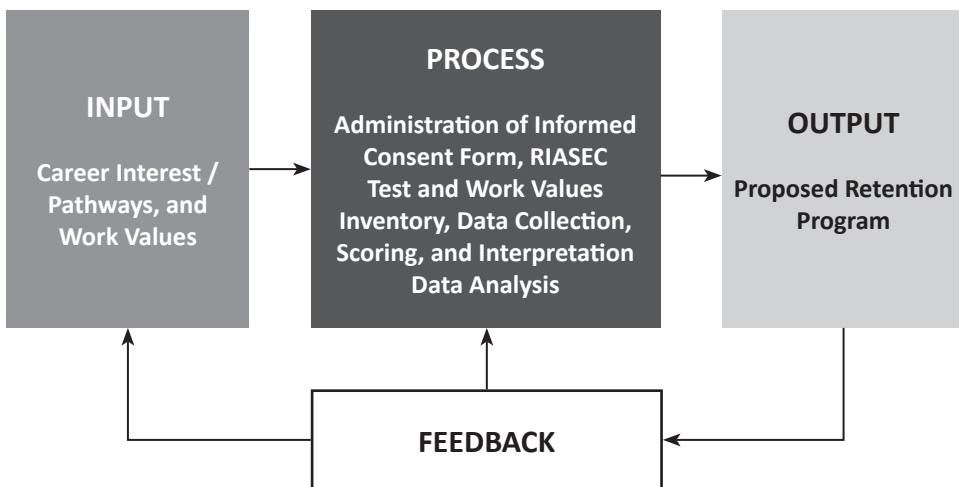 INPUT
Career Interest /
Pathways, and
Work Values
PROCESS
Administration of Informed
Consent Form, RIASEC
Test and Work Values
Inventory, Data Collection,
Scoring, and Interpretation
Data Analysis
OUTPUT
Proposed Retention
Program
FEEDBACK